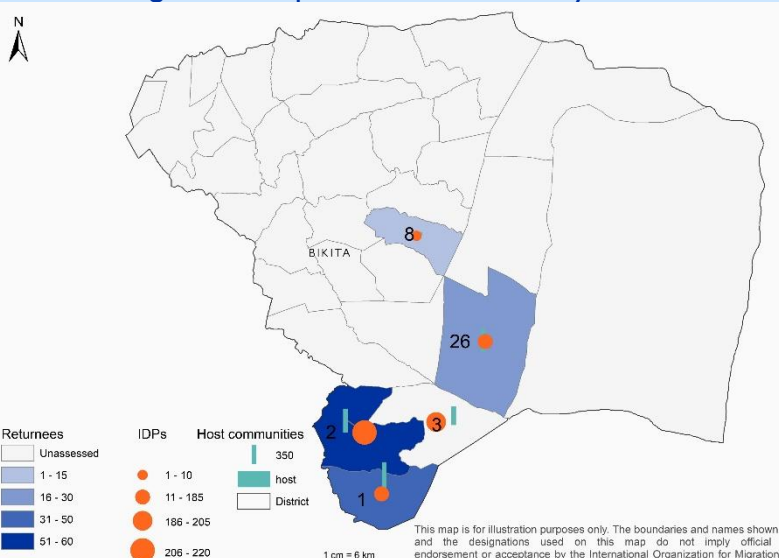 N
8
BIKITA
26
2
3
1
Returnees
Unassessed
1 - 15
16 - 30
31 - 50
51 - 60
IDPs
1 - 10
11 - 185
186 - 205
206 - 220
Host communities
350
host
District
1 cm = 6 km
This map is for illustration purposes only. The boundaries and names shown
and the designations used on this map do not imply official
endorsement or acceptance by the International Organization for Migration